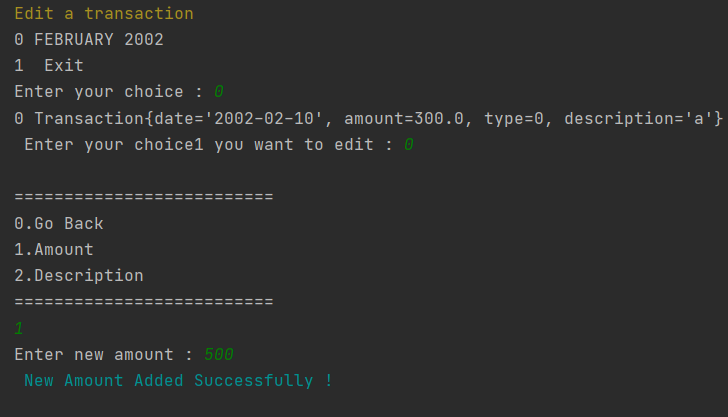 Edit a transaction
0 FEBRUARY 2002
1  Exit
Enter your choice : 0
0 Transaction{date='2002-02-10', amount=300.0, type=0, description='a'}
 Enter your choice1 you want to edit : 0
==========================
0.Go Back
1.Amount
2.Description
==========================
1
Enter new amount : 500
 New Amount Added Successfully !